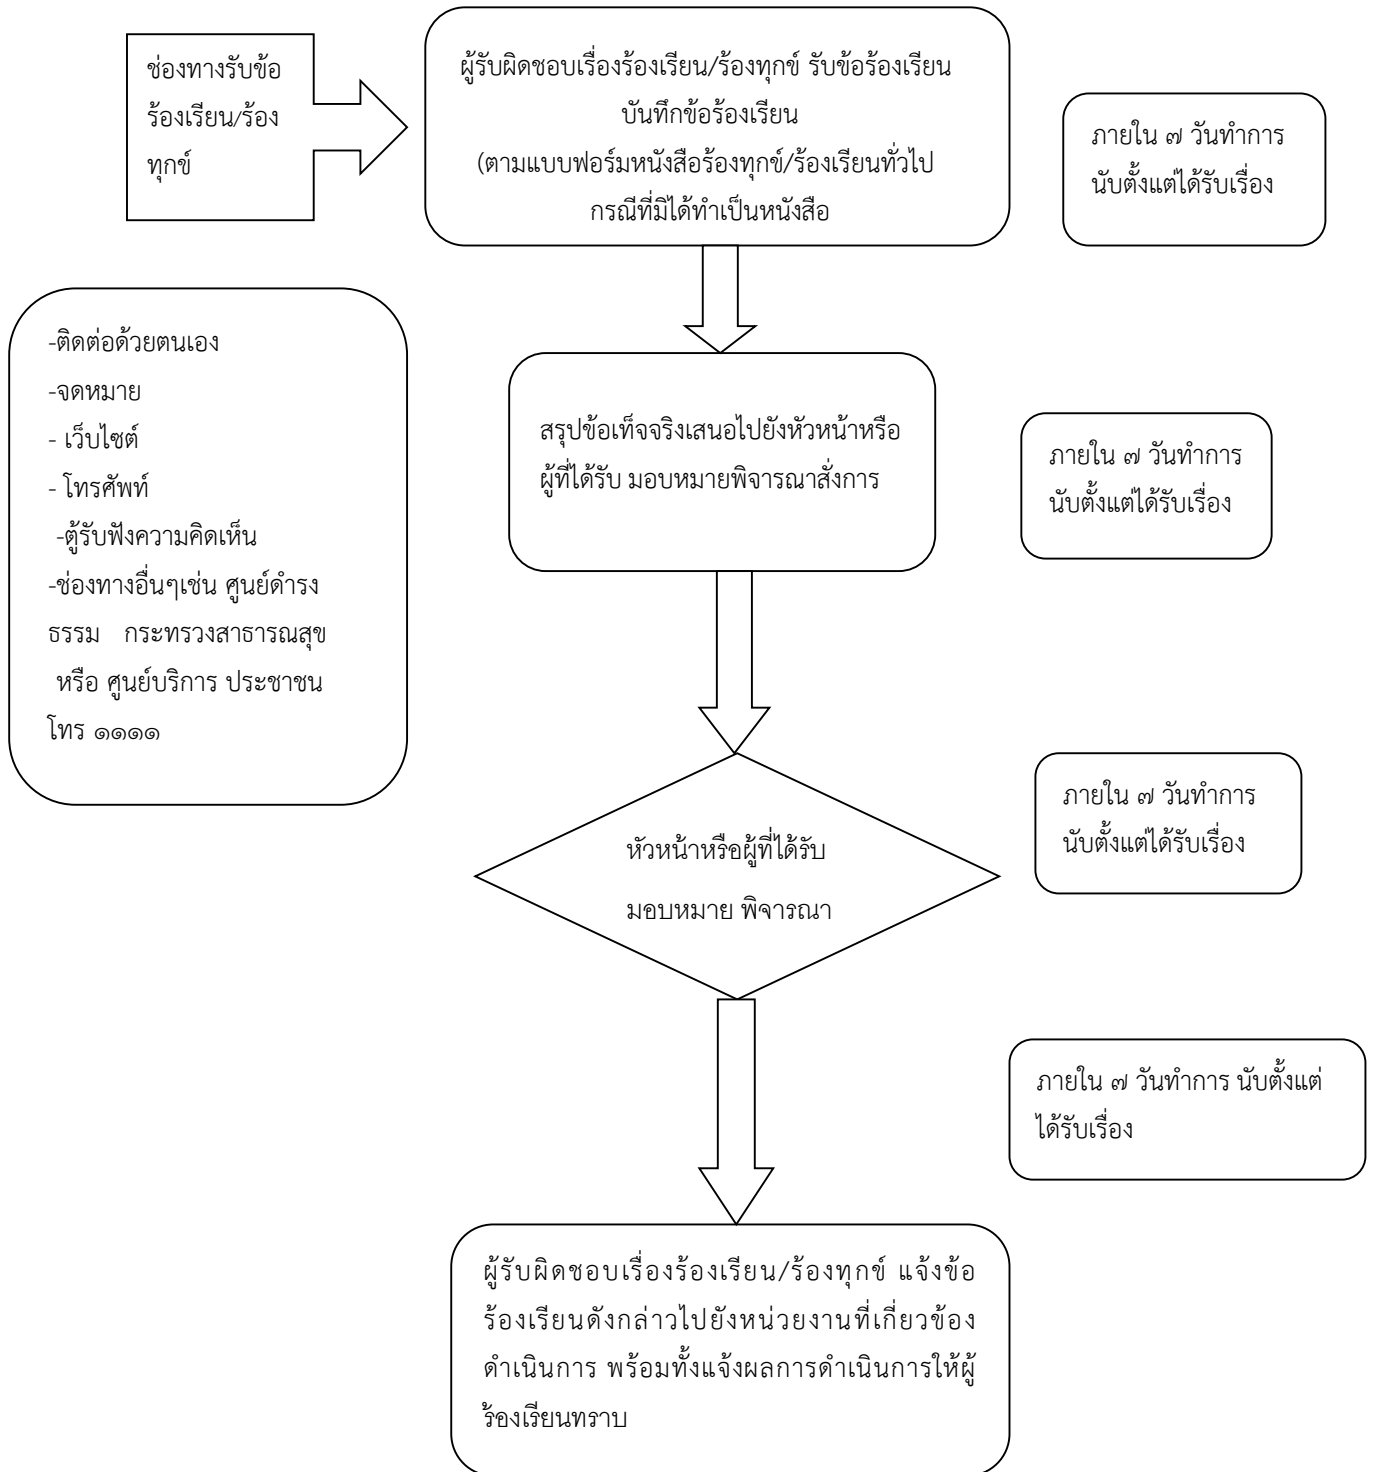 ช่องทางรับข้อ
ร้องเรียน/ร้อง
ทุกข์
ผู้รับผิดชอบเรื่องร้องเรียน/ร้องทุกข์ รับข้อร้องเรียน
บันทึกข้อร้องเรียน
(ตามแบบฟอร์มหนังสือร้องทุกข์/ร้องเรียนทั่วไป
กรณีที่มิได้ทำเป็นหนังสือ
ภายใน ๗ วันทำการ
นับตั้งแต่ได้รับเรื่อง
-ติดต่อด้วยตนเอง
-จดหมาย
- เว็บไซต์
- โทรศัพท์
-ตู้รับฟังความคิดเห็น
-ช่องทางอื่นๆเช่น ศูนย์ดำรง
ธรรม กระทรวงสาธารณสุข
หรือ ศูนย์บริการ ประชาชน
โทร ๑๑๑๑
สรุปข้อเท็จจริงเสนอไปยังหัวหน้าหรือ
ผู้ที่ได้รับ มอบหมายพิจารณาสั่งการ
ภายใน ๗ วันทำการ
นับตั้งแต่ได้รับเรื่อง
หัวหน้าหรือผู้ที่ได้รับ
มอบหมาย พิจารณา
ภายใน ๗ วันทำการ
นับตั้งแต่ได้รับเรื่อง
ภายใน ๗ วันทำการ นับตั้งแต่
ได้รับเรื่อง
ผู้รับผิดชอบเรื่องร้องเรียน/ร้องทุกข์ แจ้งข้อ
ร้องเรียนดังกล่าวไปยังหน่วยงานที่เกี่ยวข้อง
ดำเนินการ พร้อมทั้งแจ้งผลการดำเนินการให้ผู้
ร้องเรียนทราบ